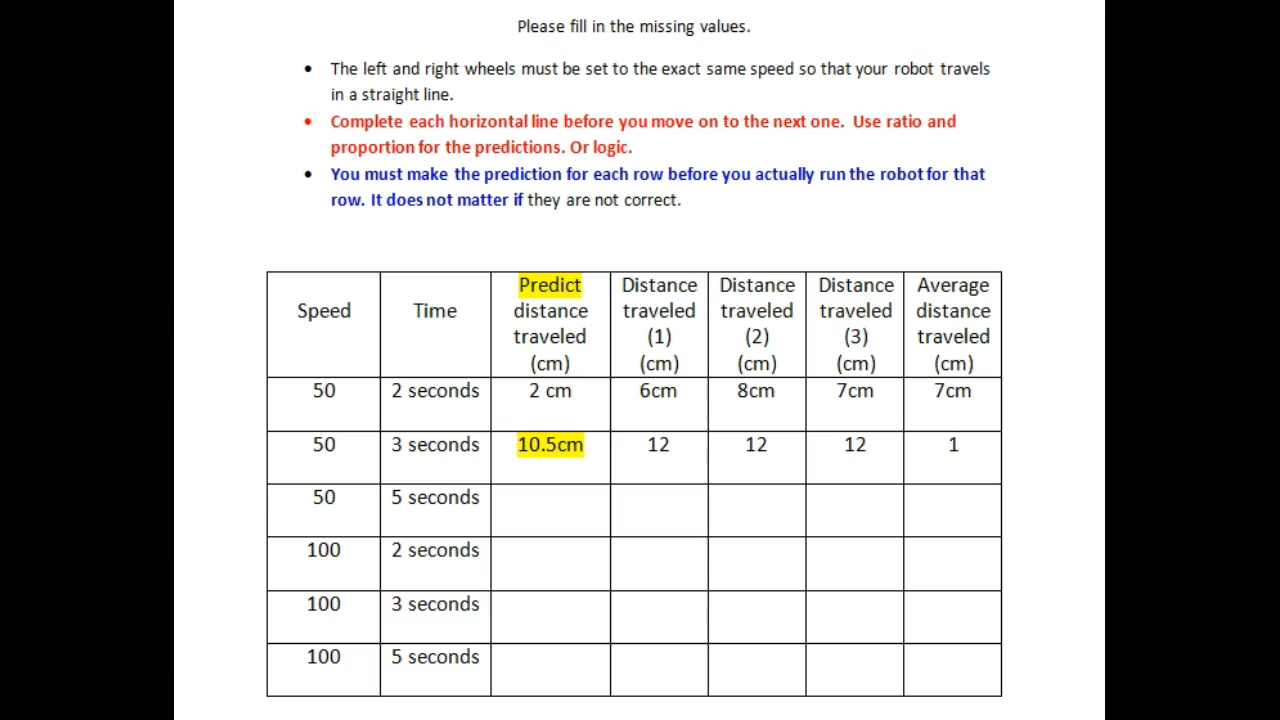 Please fill in the missing values.
• The left and right wheels must be set to the exact same speed so that your robot travels
in a straight line.
• Complete each horizontal line before you move on to the next one. Use ratio and
proportion for the predictions. Or logic.
• You must make the prediction for each row before you actually run the robot for that
row. It does not matter if they are not correct.
Speed Time Predict distance traveled (cm) Distance traveled (1) (cm) Distance traveled (2) (cm) Distance traveled (3) (cm) Average distance traveled (cm)
50 2 seconds 2 cm 6cm 8cm 7cm 7cm
50 3 seconds 10.5cm 12 12 12 1
50 5 seconds
100 2 seconds
100 3 seconds
100 5 seconds